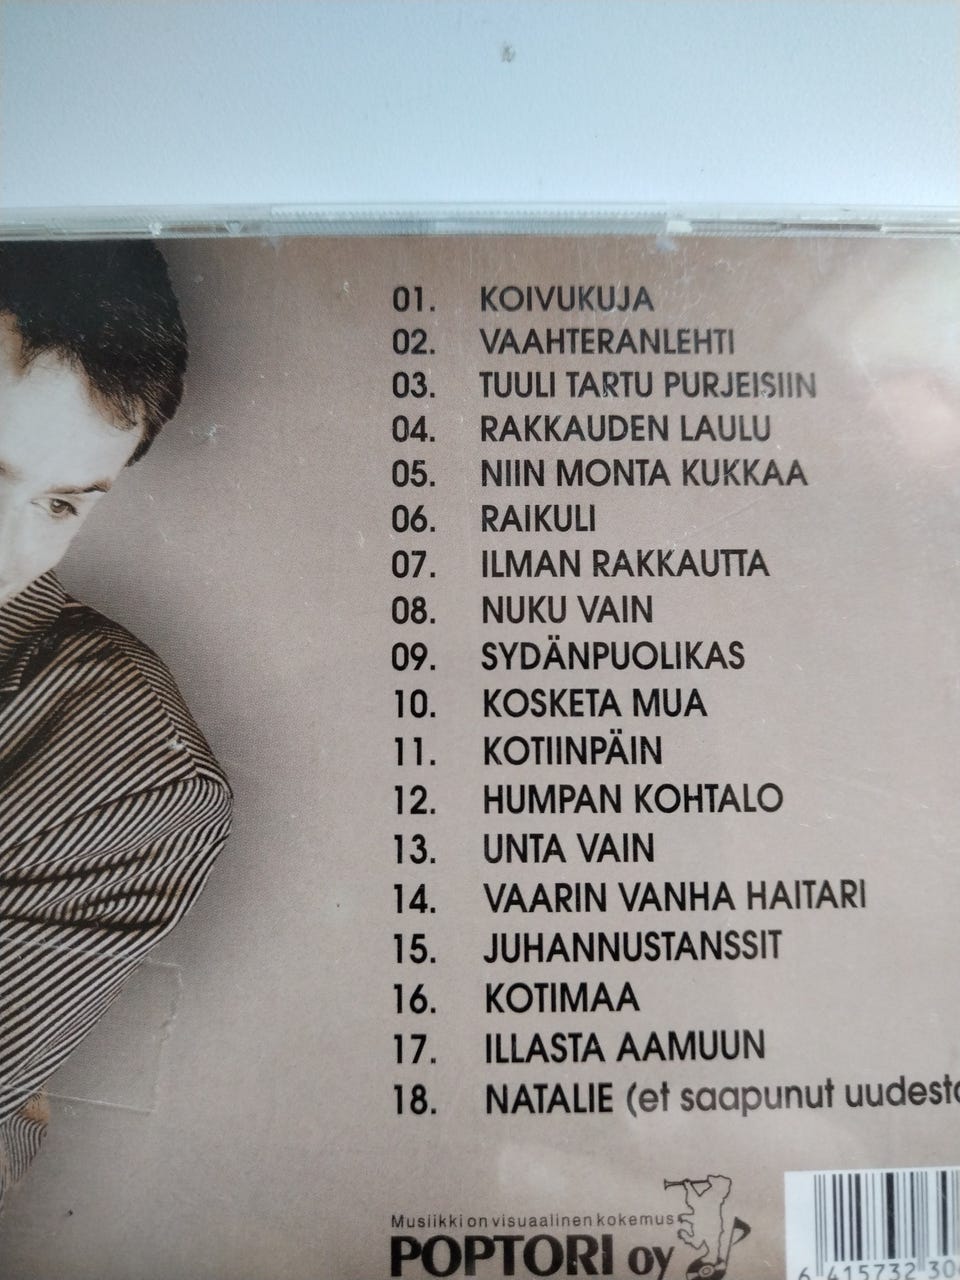 01. KOIVUKUJA
02. VAAHTERANLEHTI
03. TUULI TARTU PURJEISIIN
04. RAKKAUDEN LAULU
05. NIIN MONTA KUKKAA
06. RAIKULI
07. ILMAN RAKKAUTTA
08. NUKU VAIN
09. SYDÄNPUOLIKAS
10. KOSKETA MUA
11. KOTIINPÄIN
12. HUMPAN KOHTALO
13. UNTA VAIN
14. VAARIN VANHA HAITARI
15. JUHANNUSTANSSIT
16. KOTIMAA
17. ILLASTA AAMUUN
18. NATALIE (et saapunut
Musiikki on visuaalinen kokemus
POPTORI oy
6 415732